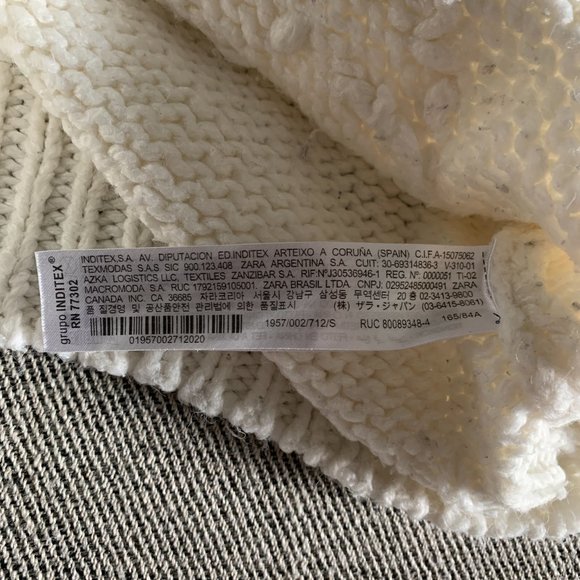 grupo INDITEX®
RN 77302
INDITEX,S.A. AV. DIPUTACION ED.INDITEX ARTEIXO A CORUÑA (SPAIN) C.I.F.A-15075062
TEXMODAS S.A.S SIC 900.123.408 ZARA ARGENTINA S.A. CUIT: 30-69314836-3 V-310-01
AZKA LOGISTICS LLC, TEXTILES ZANZIBAR S.A. RIF:NºJ30536946-1 REG. Nº: 0000051 TI-02
MACROMODA S.A. RUC 1792159105001. ZARA BRASIL LTDA. CNPJ. 02952485000491. ZARA
CANADA INC. CA 36685 자라코리아 서울시 강남구 삼성동 무역센터 20 층 02-3413-9800
품 질경영 및 공산품안전 관리법에 의한 품질표시 (株) ザラ・ジャパン (03-6415-8061)
1957/002/712/S RUC 80089348-4 165/84A
01957002712020